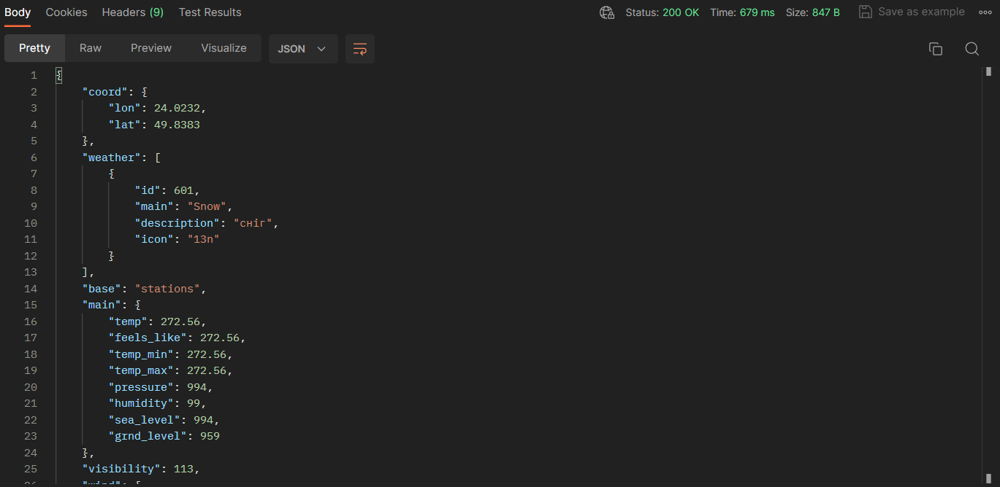 Body Cookies Headers (9) Test Results Status: 200 OK Time: 679 ms Size: 847 B Save as example
Pretty Raw Preview Visualize JSON
1 {
2 "coord": {
3 "lon": 24.0232,
4 "lat": 49.8383
5 },
6 "weather": [
7 {
8 "id": 601,
9 "main": "Snow",
10 "description": "сніг",
11 "icon": "13n"
12 }
13 ],
14 "base": "stations",
15 "main": {
16 "temp": 272.56,
17 "feels_like": 272.56,
18 "temp_min": 272.56,
19 "temp_max": 272.56,
20 "pressure": 994,
21 "humidity": 99,
22 "sea_level": 994,
23 "grnd_level": 959
24 },
25 "visibility": 113,
26 "wind": {